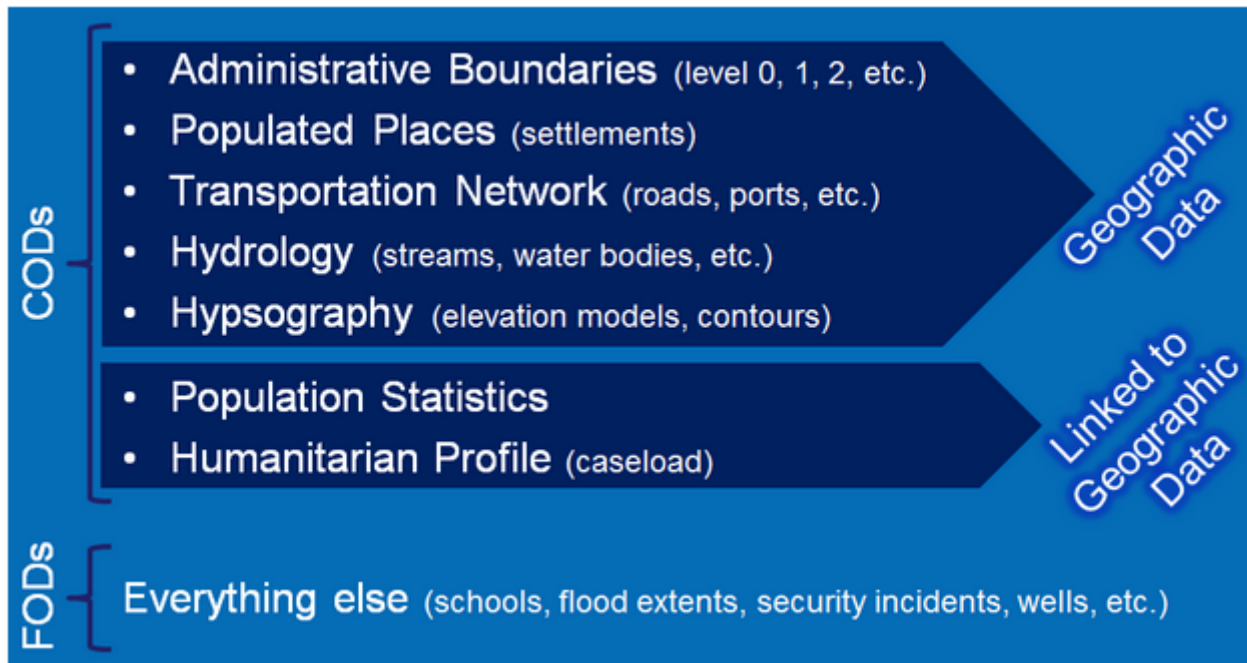 CODs
• Administrative Boundaries (level 0, 1, 2, etc.)
• Populated Places (settlements)
• Transportation Network (roads, ports, etc.)
• Hydrology (streams, water bodies, etc.)
• Hypsography (elevation models, contours)
Geographic
Data
• Population Statistics
• Humanitarian Profile (caseload)
Linked to
Geographic
Data
FODs
Everything else (schools, flood extents, security incidents, wells, etc.)